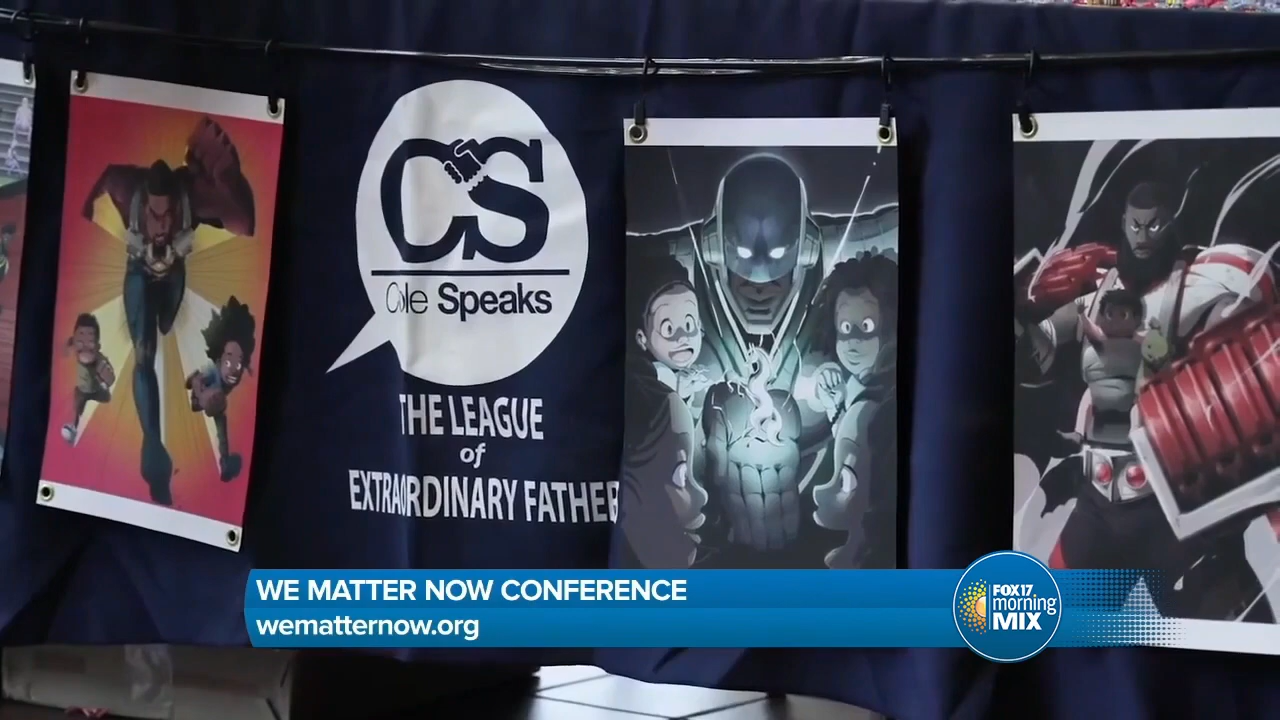 CS
Cole Speaks
THE LEAGUE
of
EXTRAORDINARY FATHER
WE MATTER NOW CONFERENCE
wematternow.org
FOX17
morning
MIX